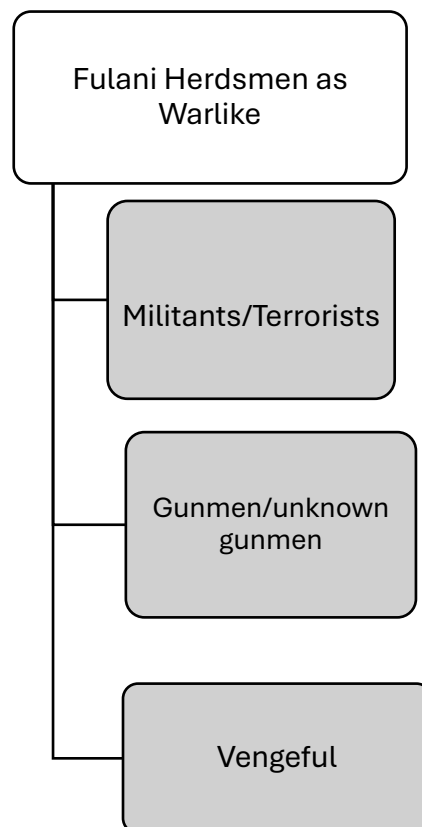 Fulani Herdsmen as
Warlike
Militants/Terrorists
Gunmen/unknown
gunmen
Vengeful